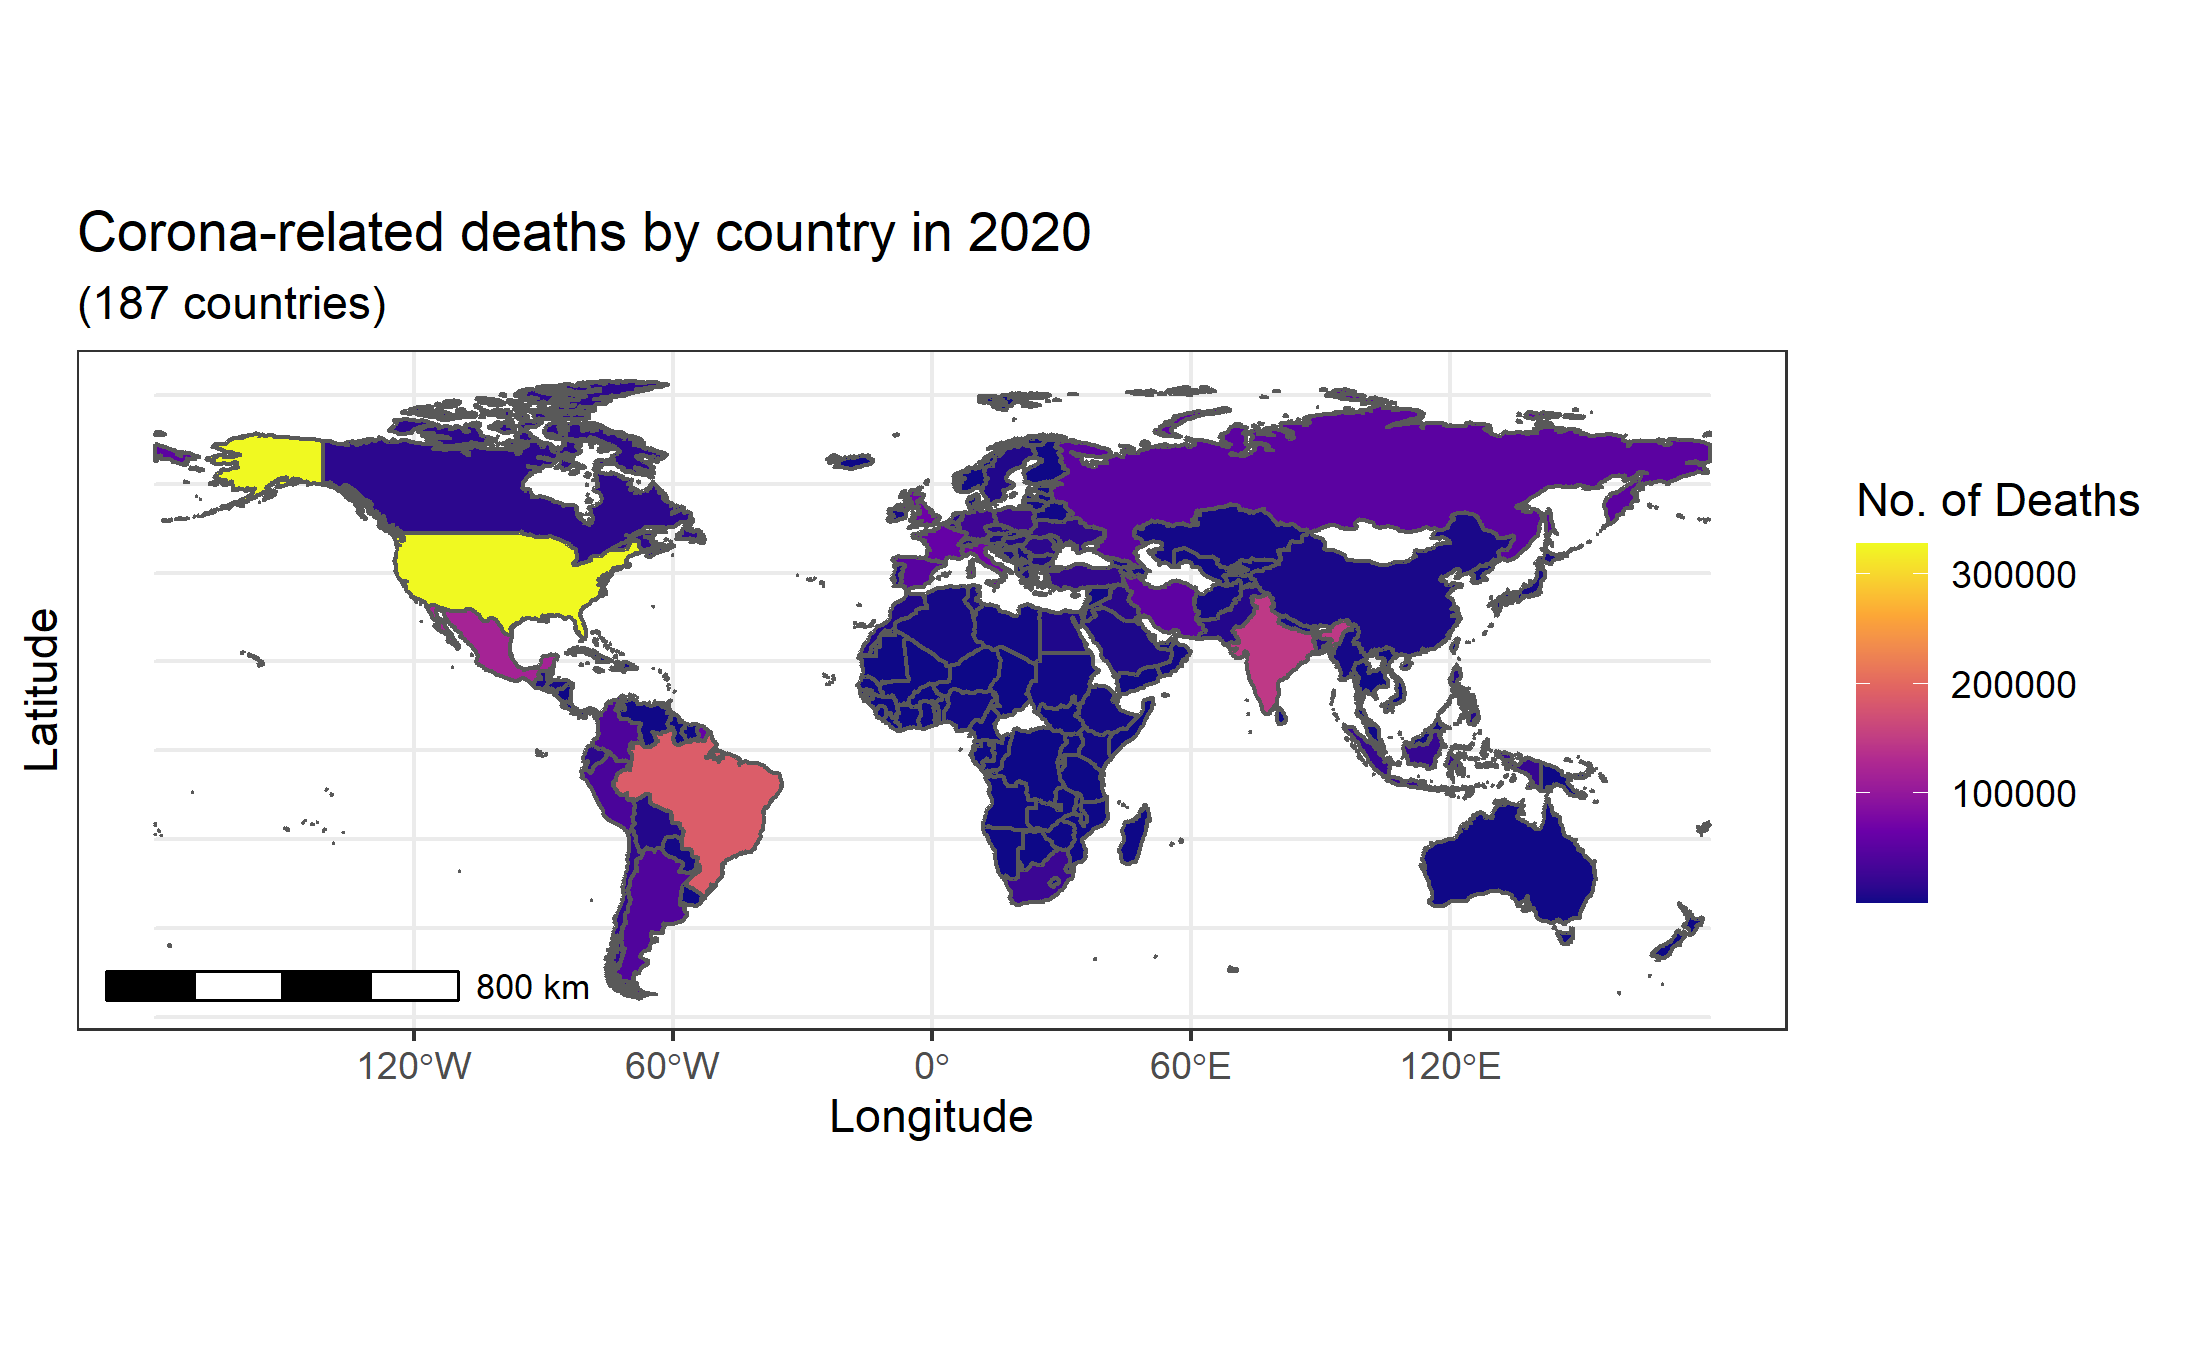 Corona-related deaths by country in 2020
(187 countries)
No. of Deaths
300000
200000
100000
Latitude
800 km
120°W
60°W
0°
60°E
120°E
Longitude